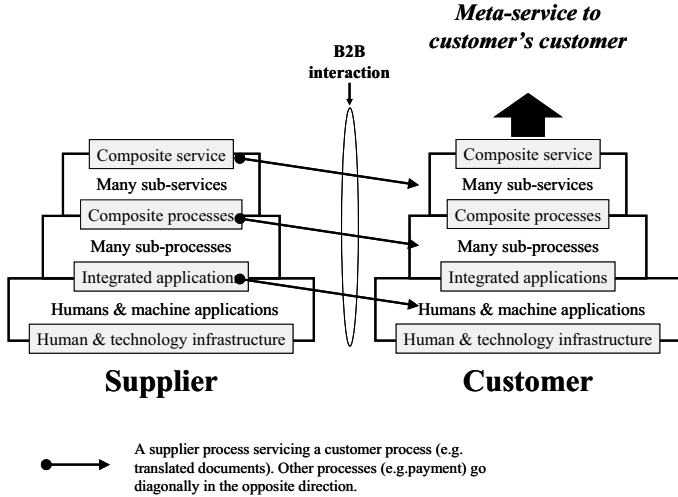 Meta-service to
customer's customer
B2B
interaction
Composite service
Many sub-services
Composite processes
Many sub-processes
Integrated applications
Humans & machine applications
Human & technology infrastructure
Supplier
Composite service
Many sub-services
Composite processes
Many sub-processes
Integrated applications
Humans & machine applications
Human & technology infrastructure
Customer
A supplier process servicing a customer process (e.g.
translated documents). Other processes (e.g.payment) go
diagonally in the opposite direction.